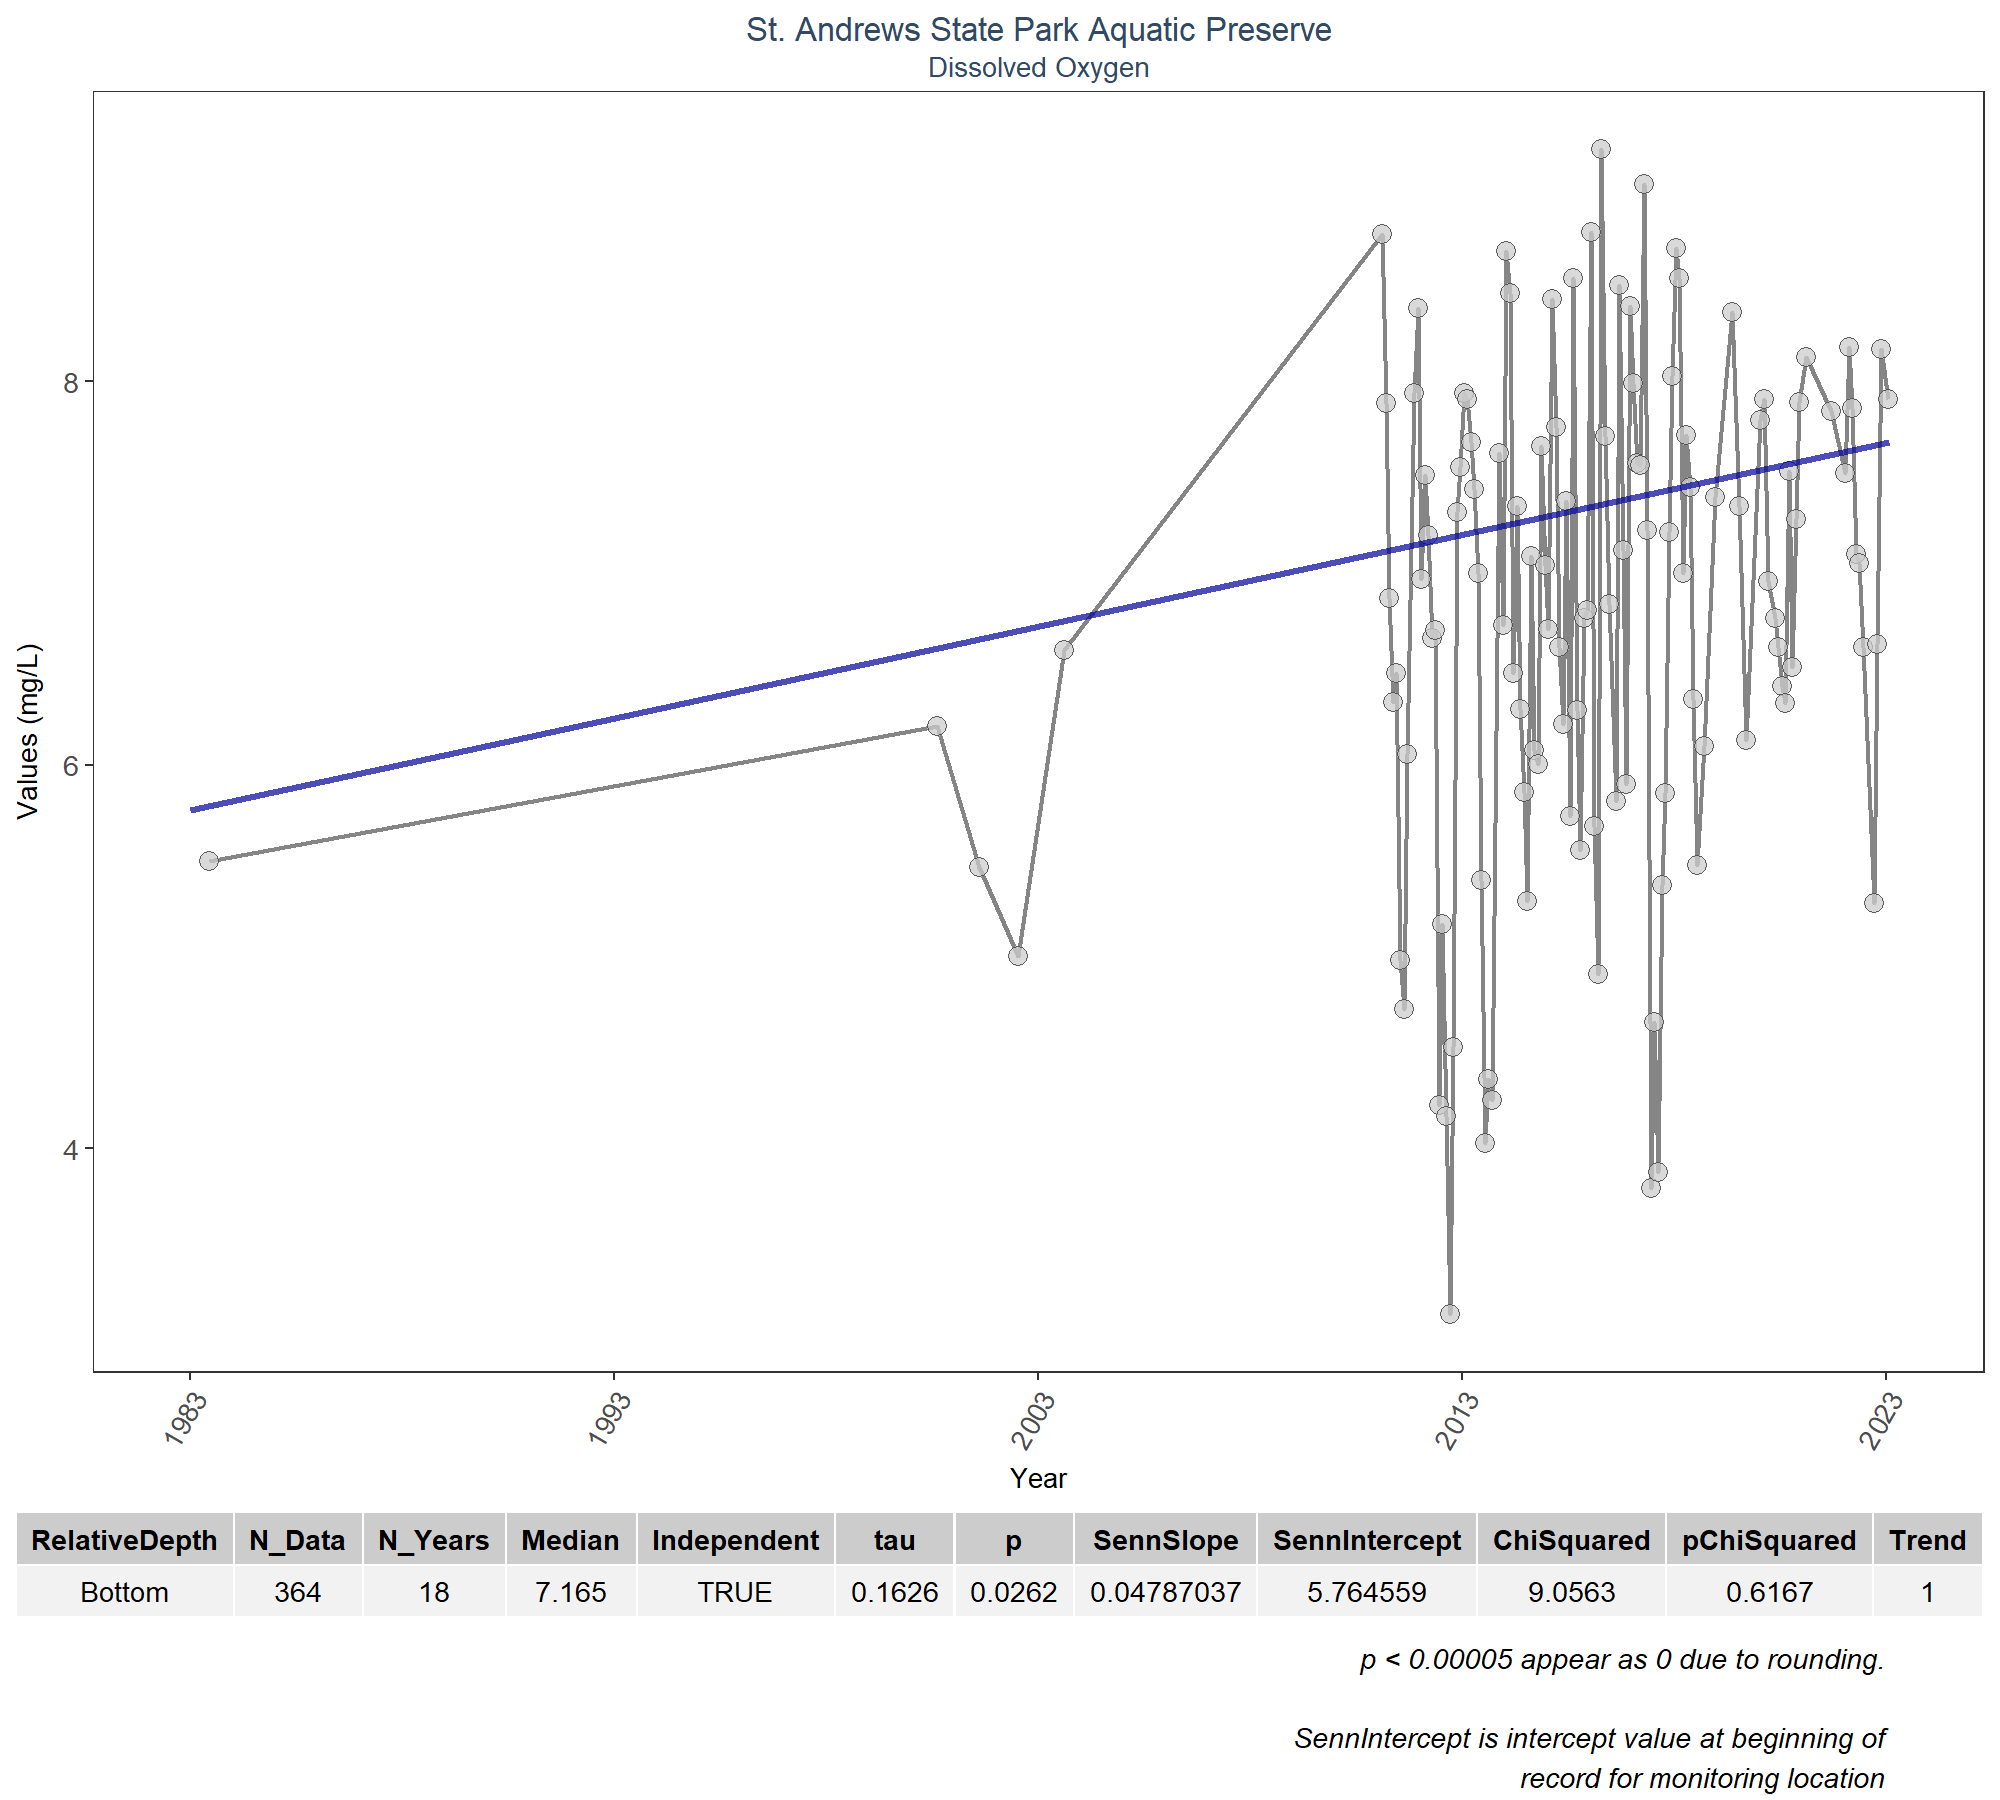 St. Andrews State Park Aquatic Preserve
Dissolved Oxygen
Values (mg/L)
8
6
4
1983
1993
2003
2013
2023
Year
RelativeDepth N_Data N_Years Median Independent tau p SennSlope SennIntercept ChiSquared pChiSquared Trend
Bottom 364 18 7.165 TRUE 0.1626 0.0262 0.04787037 5.764559 9.0563 0.6167 1
p < 0.00005 appear as 0 due to rounding.
SennIntercept is intercept value at beginning of
record for monitoring location